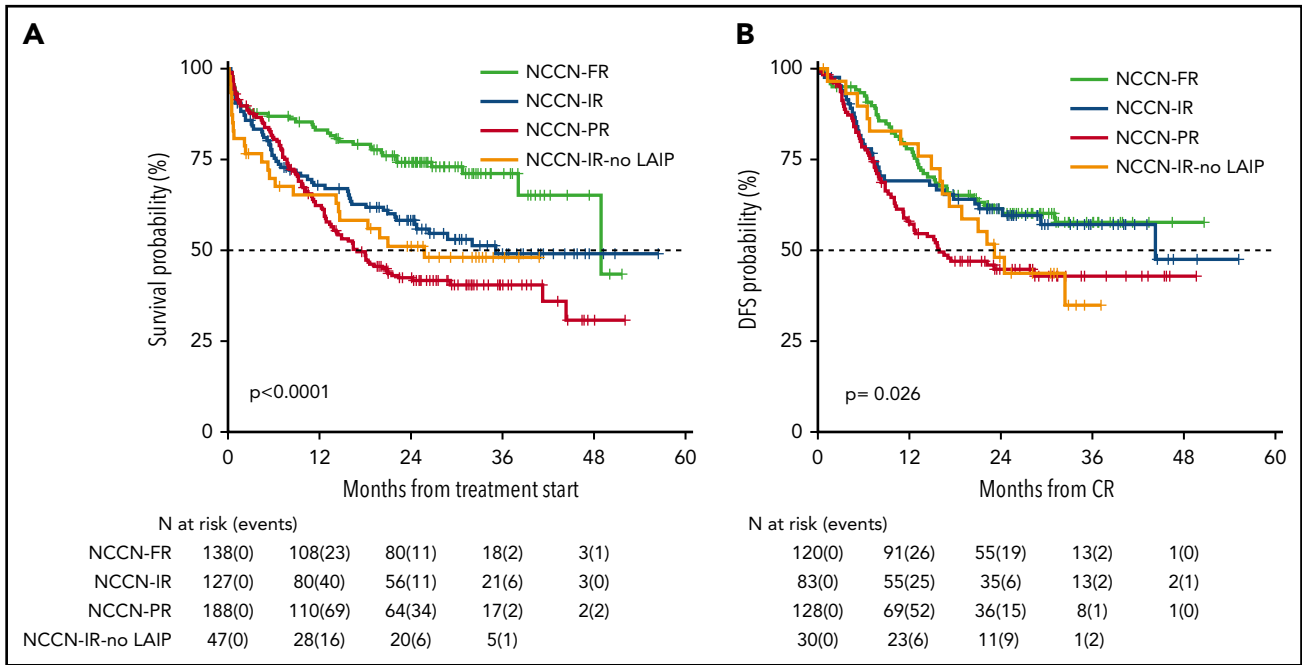 A
100
75
50
25
0
Survival probability (%)
NCCN-FR
NCCN-IR
NCCN-PR
NCCN-IR-no LAIP
p<0.0001
0 12 24 36 48 60
Months from treatment start
N at risk (events)
NCCN-FR 138(0) 108(23) 80(11) 18(2) 3(1)
NCCN-IR 127(0) 80(40) 56(11) 21(6) 3(0)
NCCN-PR 188(0) 110(69) 64(34) 17(2) 2(2)
NCCN-IR-no LAIP 47(0) 28(16) 20(6) 5(1)
B
100
75
50
25
0
DFS probability (%)
NCCN-FR
NCCN-IR
NCCN-PR
NCCN-IR-no LAIP
p= 0.026
0 12 24 36 48 60
Months from CR
N at risk (events)
120(0) 91(26) 55(19) 13(2) 1(0)
83(0) 55(25) 35(6) 13(2) 2(1)
128(0) 69(52) 36(15) 8(1) 1(0)
30(0) 23(6) 11(9) 1(2)